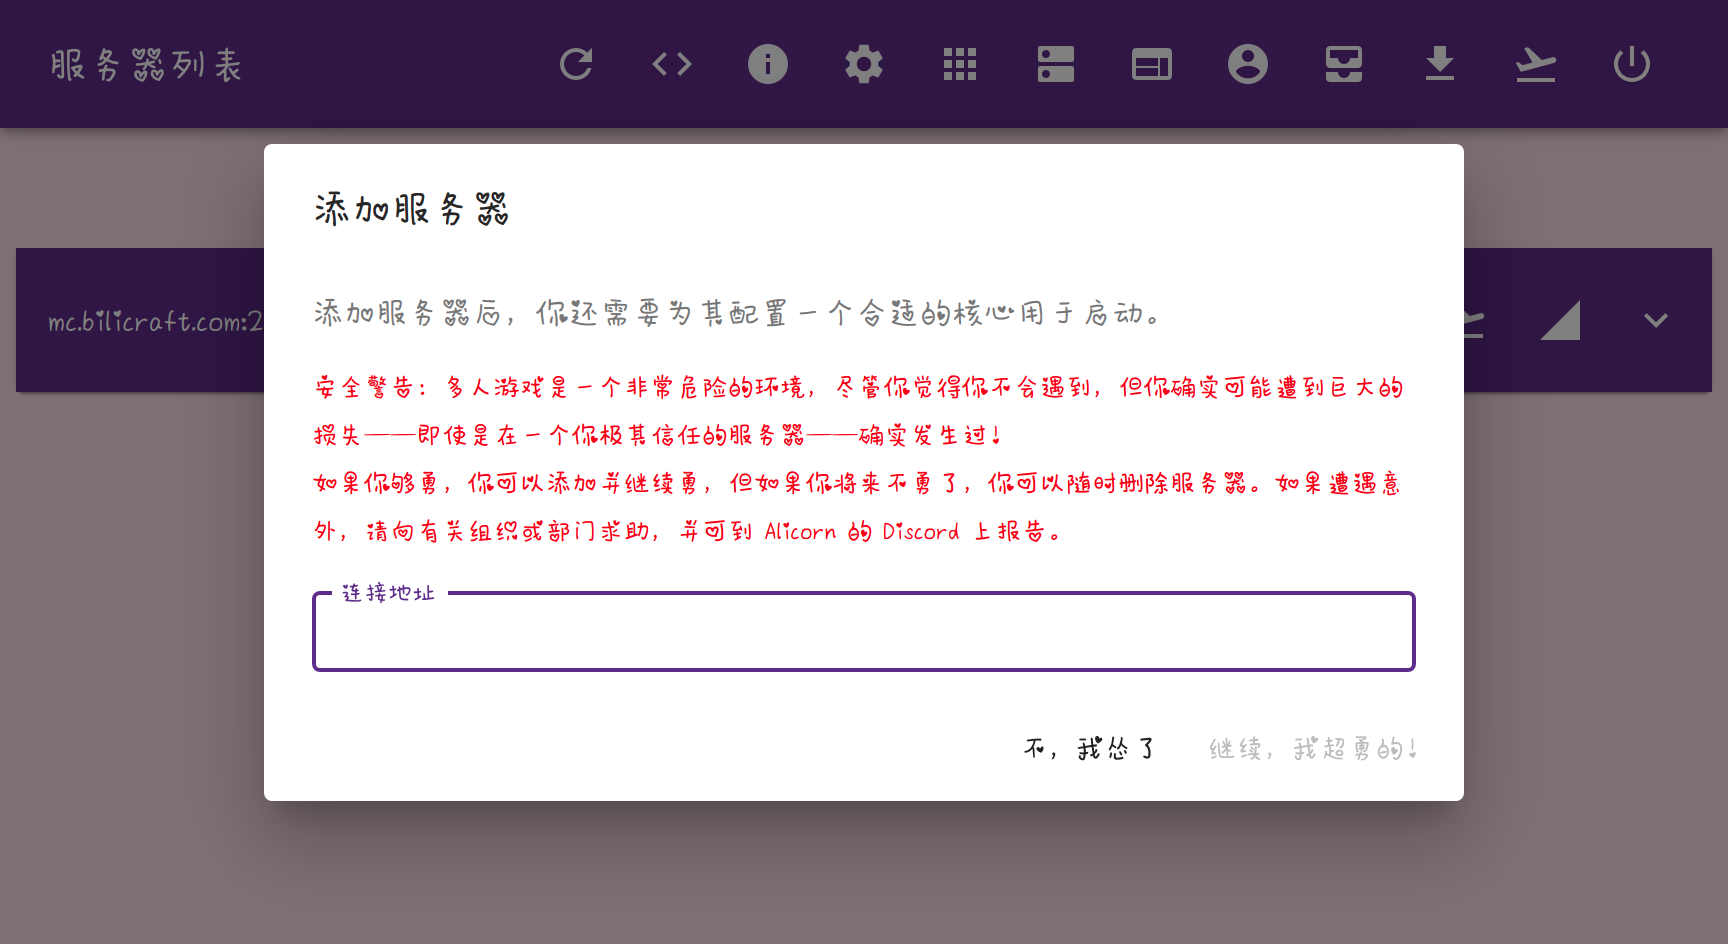 服务器列表
添加服务器
添加服务器后，你还需要为其配置一个合适的核心用于启动。
mc.bilicraft.com:2
安全警告：多人游戏是一个非常危险的环境，尽管你觉得你不会遇到，但你确实可能遭到巨大的
损失——即使是在一个你极其信任的服务器——确实发生过！
如果你够勇，你可以添加并继续勇，但如果你将来不勇了，你可以随时删除服务器。如果遭遇意
外，请向有关组织或部门求助，并可到 Alicorn 的 Discord 上报告。
连接地址
不，我怂了 继续，我超勇的！